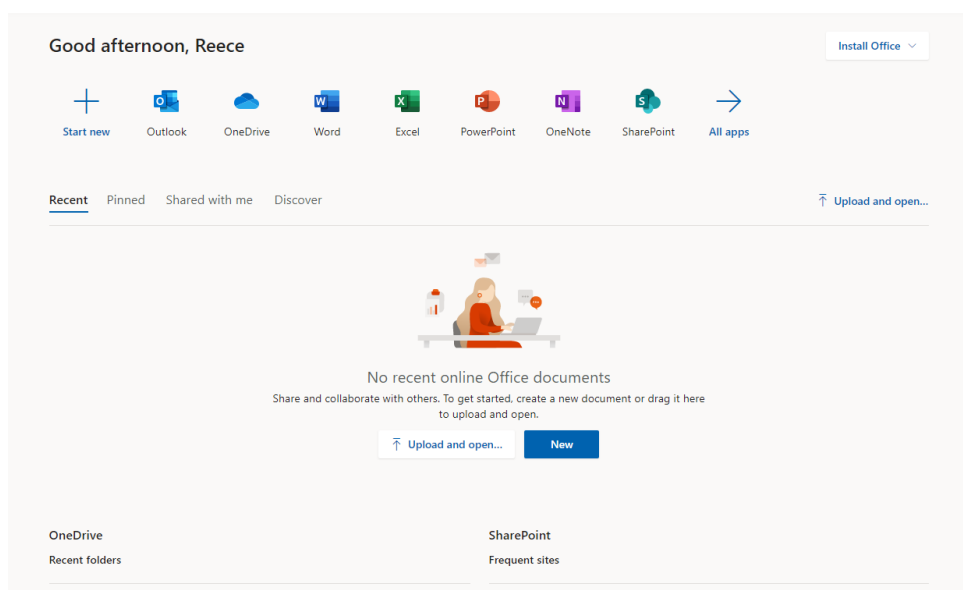 Good afternoon, Reece
Install Office
Start new
Outlook
OneDrive
Word
Excel
PowerPoint
OneNote
SharePoint
All apps
Recent
Pinned
Shared with me
Discover
Upload and open...
No recent online Office documents
Share and collaborate with others. To get started, create a new document or drag it here
to upload and open.
Upload and open...
New
OneDrive
SharePoint
Recent folders
Frequent sites